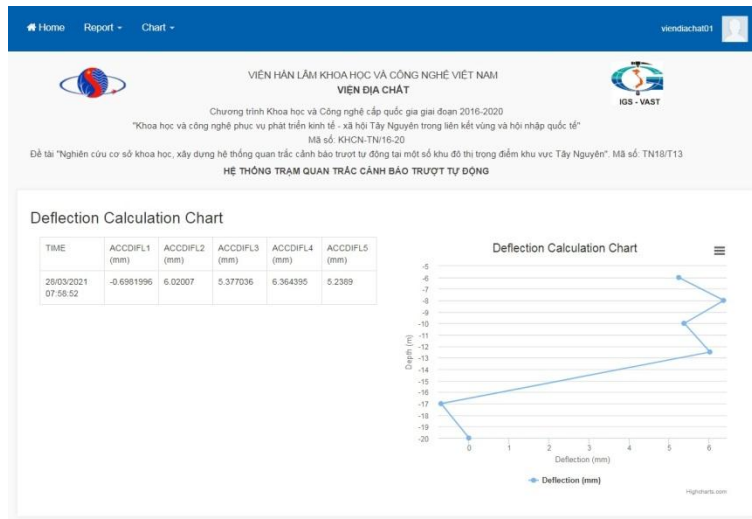 Home Report Chart viendiachat01
VIỆN HÀN LÂM KHOA HỌC VÀ CÔNG NGHỆ VIỆT NAM
VIỆN ĐỊA CHẤT
IGS - VAST
Chương trình Khoa học và Công nghệ cấp quốc gia giai đoạn 2016-2020
"Khoa học và công nghệ phục vụ phát triển kinh tế - xã hội Tây Nguyên trong liên kết vùng và hội nhập quốc tế"
Mã số: KHCN-TN/16-20
Đề tài "Nghiên cứu cơ sở khoa học, xây dựng hệ thống quan trắc cảnh báo trượt tự động tại một số khu đô thị trọng điểm khu vực Tây Nguyên". Mã số: TN18/T13
HỆ THỐNG TRẠM QUAN TRẮC CẢNH BÁO TRƯỢT TỰ ĐỘNG
Deflection Calculation Chart
TIME ACCDIFL1 (mm) ACCDIFL2 (mm) ACCDIFL3 (mm) ACCDIFL4 (mm) ACCDIFL5 (mm)
28/03/2021 07:56:52 -0.6981996 6.02007 5.377036 6.364395 5.2389
Deflection Calculation Chart
Depth (m)
-5
-6
-7
-8
-9
-10
-11
-12
-13
-14
-15
-16
-17
-18
-19
-20
0 1 2 3 4 5 6
Deflection (mm)
Deflection (mm)
Highcharts.com